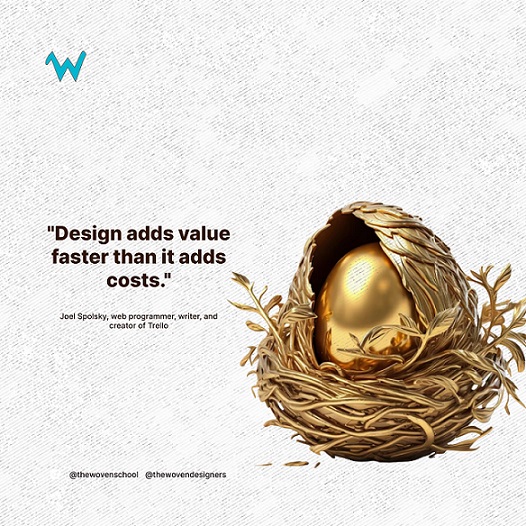 W
"Design adds value
faster than it adds
costs."
Joel Spolsky, web programmer, writer, and
creator of Trello
@thewovenschool @thewovendesigners